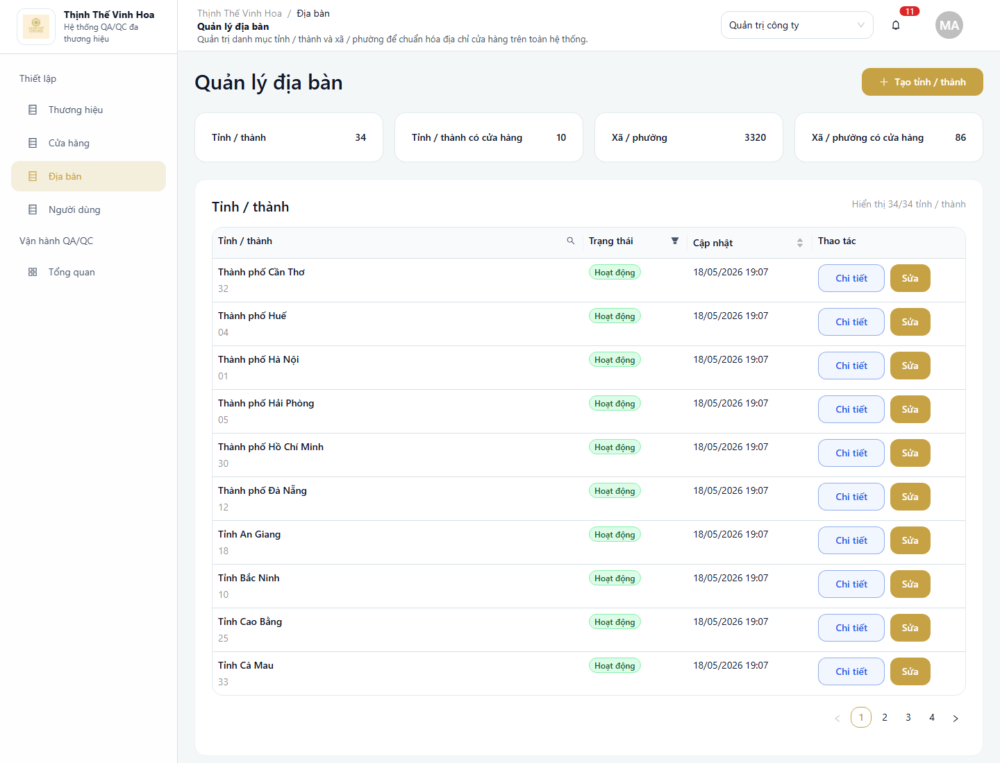 Thịnh Thế Vinh Hoa
Hệ thống QA/QC đa
thương hiệu
Thiết lập
Thương hiệu
Cửa hàng
Địa bàn
Người dùng
Vận hành QA/QC
Tổng quan
Thịnh Thế Vinh Hoa / Địa bàn
Quản lý địa bàn
Quản trị danh mục tỉnh / thành và xã / phường để chuẩn hóa địa chỉ cửa hàng trên toàn hệ thống.
Quản trị công ty
11
MA
Quản lý địa bàn
Tạo tỉnh / thành
Tỉnh / thành 34
Tỉnh / thành có cửa hàng 10
Xã / phường 3320
Xã / phường có cửa hàng 86
Tỉnh / thành
Hiển thị 34/34 tỉnh / thành
Tỉnh / thành Trạng thái Cập nhật Thao tác
Thành phố Cần Thơ Hoạt động 18/05/2026 19:07 Chi tiết Sửa
32
Thành phố Huế Hoạt động 18/05/2026 19:07 Chi tiết Sửa
04
Thành phố Hà Nội Hoạt động 18/05/2026 19:07 Chi tiết Sửa
01
Thành phố Hải Phòng Hoạt động 18/05/2026 19:07 Chi tiết Sửa
05
Thành phố Hồ Chí Minh Hoạt động 18/05/2026 19:07 Chi tiết Sửa
30
Thành phố Đà Nẵng Hoạt động 18/05/2026 19:07 Chi tiết Sửa
12
Tỉnh An Giang Hoạt động 18/05/2026 19:07 Chi tiết Sửa
18
Tỉnh Bắc Ninh Hoạt động 18/05/2026 19:07 Chi tiết Sửa
10
Tỉnh Cao Bằng Hoạt động 18/05/2026 19:07 Chi tiết Sửa
25
Tỉnh Cà Mau Hoạt động 18/05/2026 19:07 Chi tiết Sửa
33
1 2 3 4